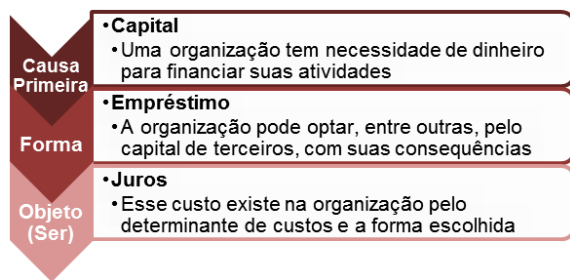 Causa
Primeira
•Capital
•Uma organização tem necessidade de dinheiro
para financiar suas atividades
Forma
•Empréstimo
•A organização pode optar, entre outras, pelo
capital de terceiros, com suas consequências
Objeto
(Ser)
•Juros
•Esse custo existe na organização pelo
determinante de custos e a forma escolhida